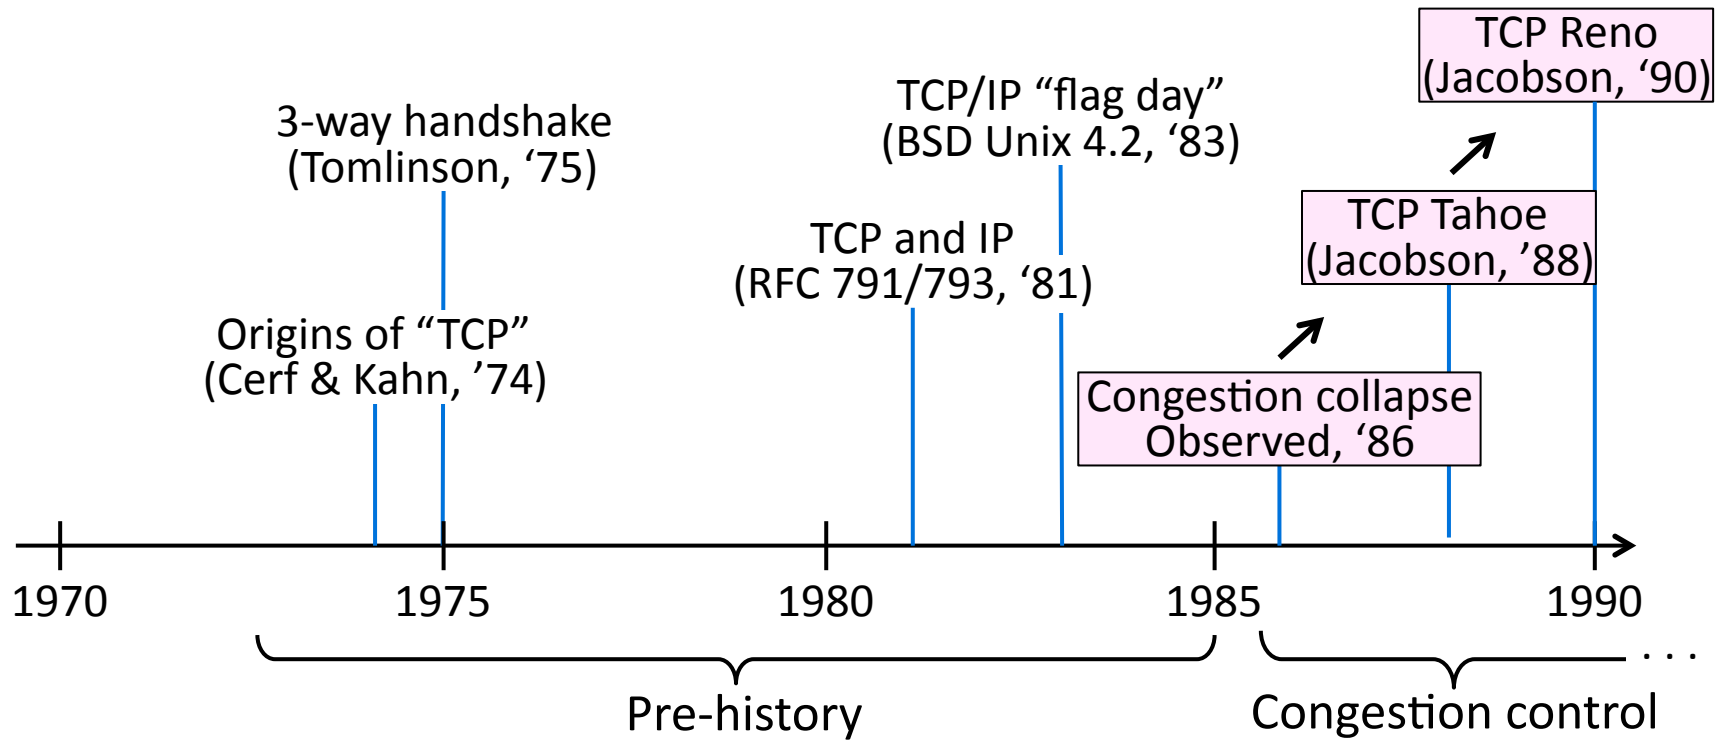 TCP Reno
(Jacobson, ‘90)
TCP/IP “flag day”
(BSD Unix 4.2, ‘83)
3-way handshake
(Tomlinson, ‘75)
TCP Tahoe
(Jacobson, ’88)
TCP and IP
(RFC 791/793, ‘81)
Origins of “TCP”
(Cerf & Kahn, ’74)
Congestion collapse
Observed, ‘86
1970 1975 1980 1985 1990
. . .
Pre-history Congestion control